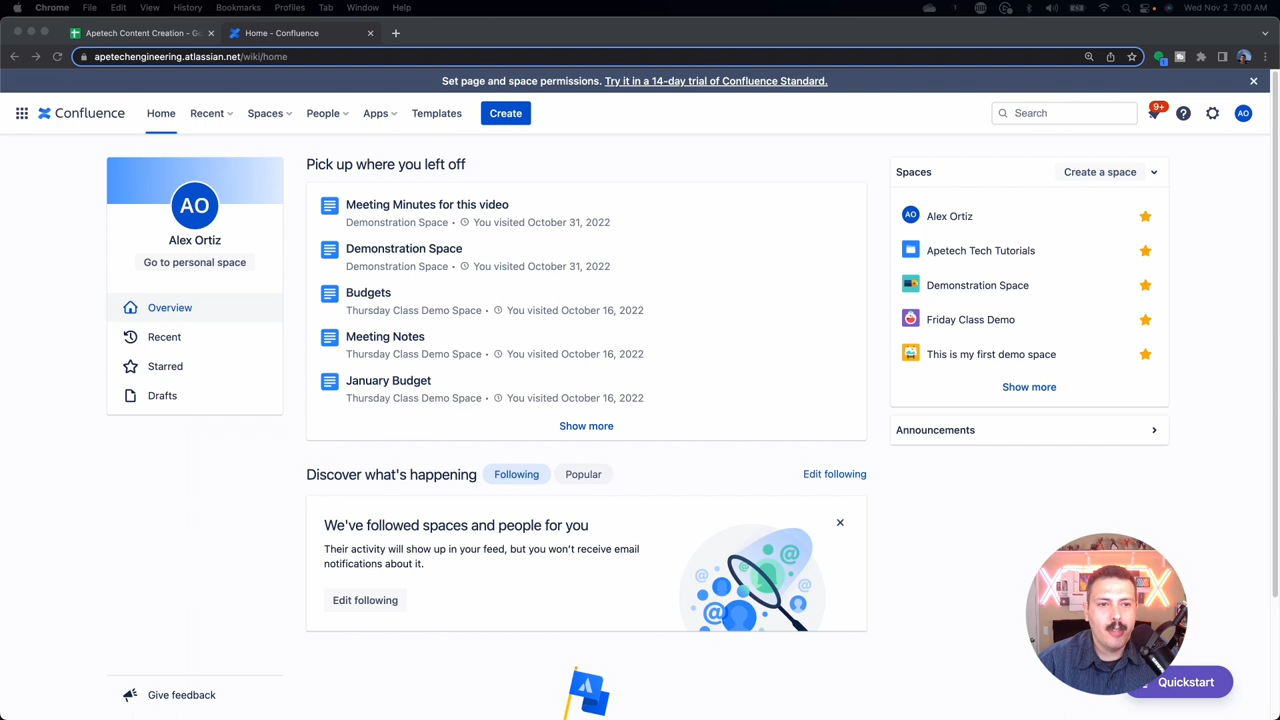 Chrome File Edit View History Bookmarks Profiles Tab Window Help Wed Nov 2 7:00 AM
Apetech Content Creation - Go
Home - Confluence
apetechengineering.atlassian.net/wiki/home
Set page and space permissions. Try it in a 14-day trial of Confluence Standard.
Confluence Home Recent Spaces People Apps Templates Create Search 9+ AO
AO
Alex Ortiz
Go to personal space
Overview
Recent
Starred
Drafts
Give feedback
Pick up where you left off
Meeting Minutes for this video
Demonstration Space • You visited October 31, 2022
Demonstration Space
Demonstration Space • You visited October 31, 2022
Budgets
Thursday Class Demo Space • You visited October 16, 2022
Meeting Notes
Thursday Class Demo Space • You visited October 16, 2022
January Budget
Thursday Class Demo Space • You visited October 16, 2022
Show more
Discover what's happening Following Popular Edit following
We've followed spaces and people for you
Their activity will show up in your feed, but you won't receive email
notifications about it.
Edit following
Spaces Create a space
AO Alex Ortiz
Apetech Tech Tutorials
Demonstration Space
Friday Class Demo
This is my first demo space
Show more
Announcements
Quickstart